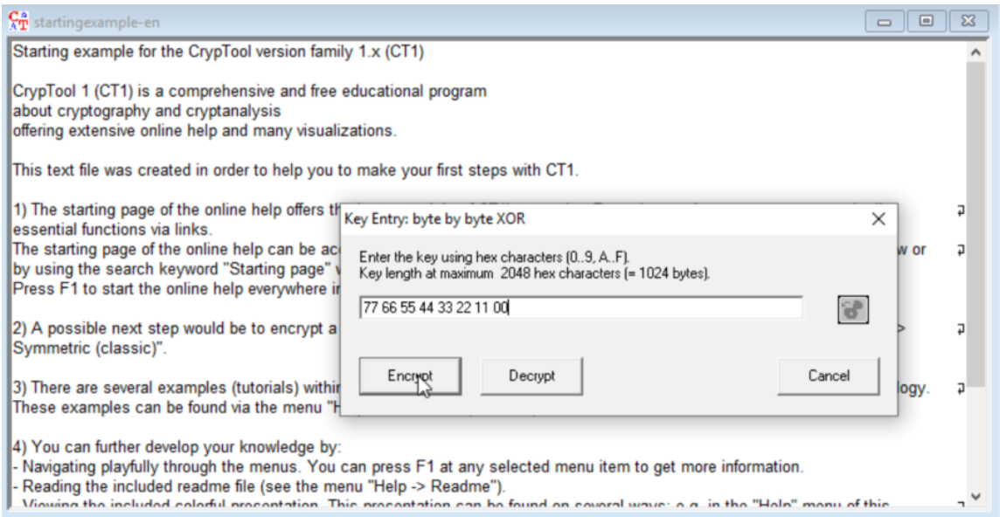 startingexample-en
Starting example for the CrypTool version family 1.x (CT1)
CrypTool 1 (CT1) is a comprehensive and free educational program
about cryptography and cryptanalysis
offering extensive online help and many visualizations.
This text file was created in order to help you to make your first steps with CT1.
1) The starting page of the online help offers
essential functions via links.
The starting page of the online help can be
w or
by using the search keyword "Starting page"
Press F1 to start the online help everywhere
Key Entry: byte by byte XOR
Enter the key using hex characters (0..9, A..F).
Key length at maximum 2048 hex characters (= 1024 bytes).
77 66 55 44 33 22 11 00
Encrypt
Decrypt
Cancel
2) A possible next step would be to encrypt a
>
Symmetric (classic)".
3) There are several examples (tutorials)
logy.
These examples can be found via the menu
4) You can further develop your knowledge by:
- Navigating playfully through the menus. You can press F1 at any selected menu item to get more information.
- Reading the included readme file (see the menu "Help -> Readme").
- Viewing the included colorful presentation. This presentation can be found on several ways: e.g. in the "Help" menu of this